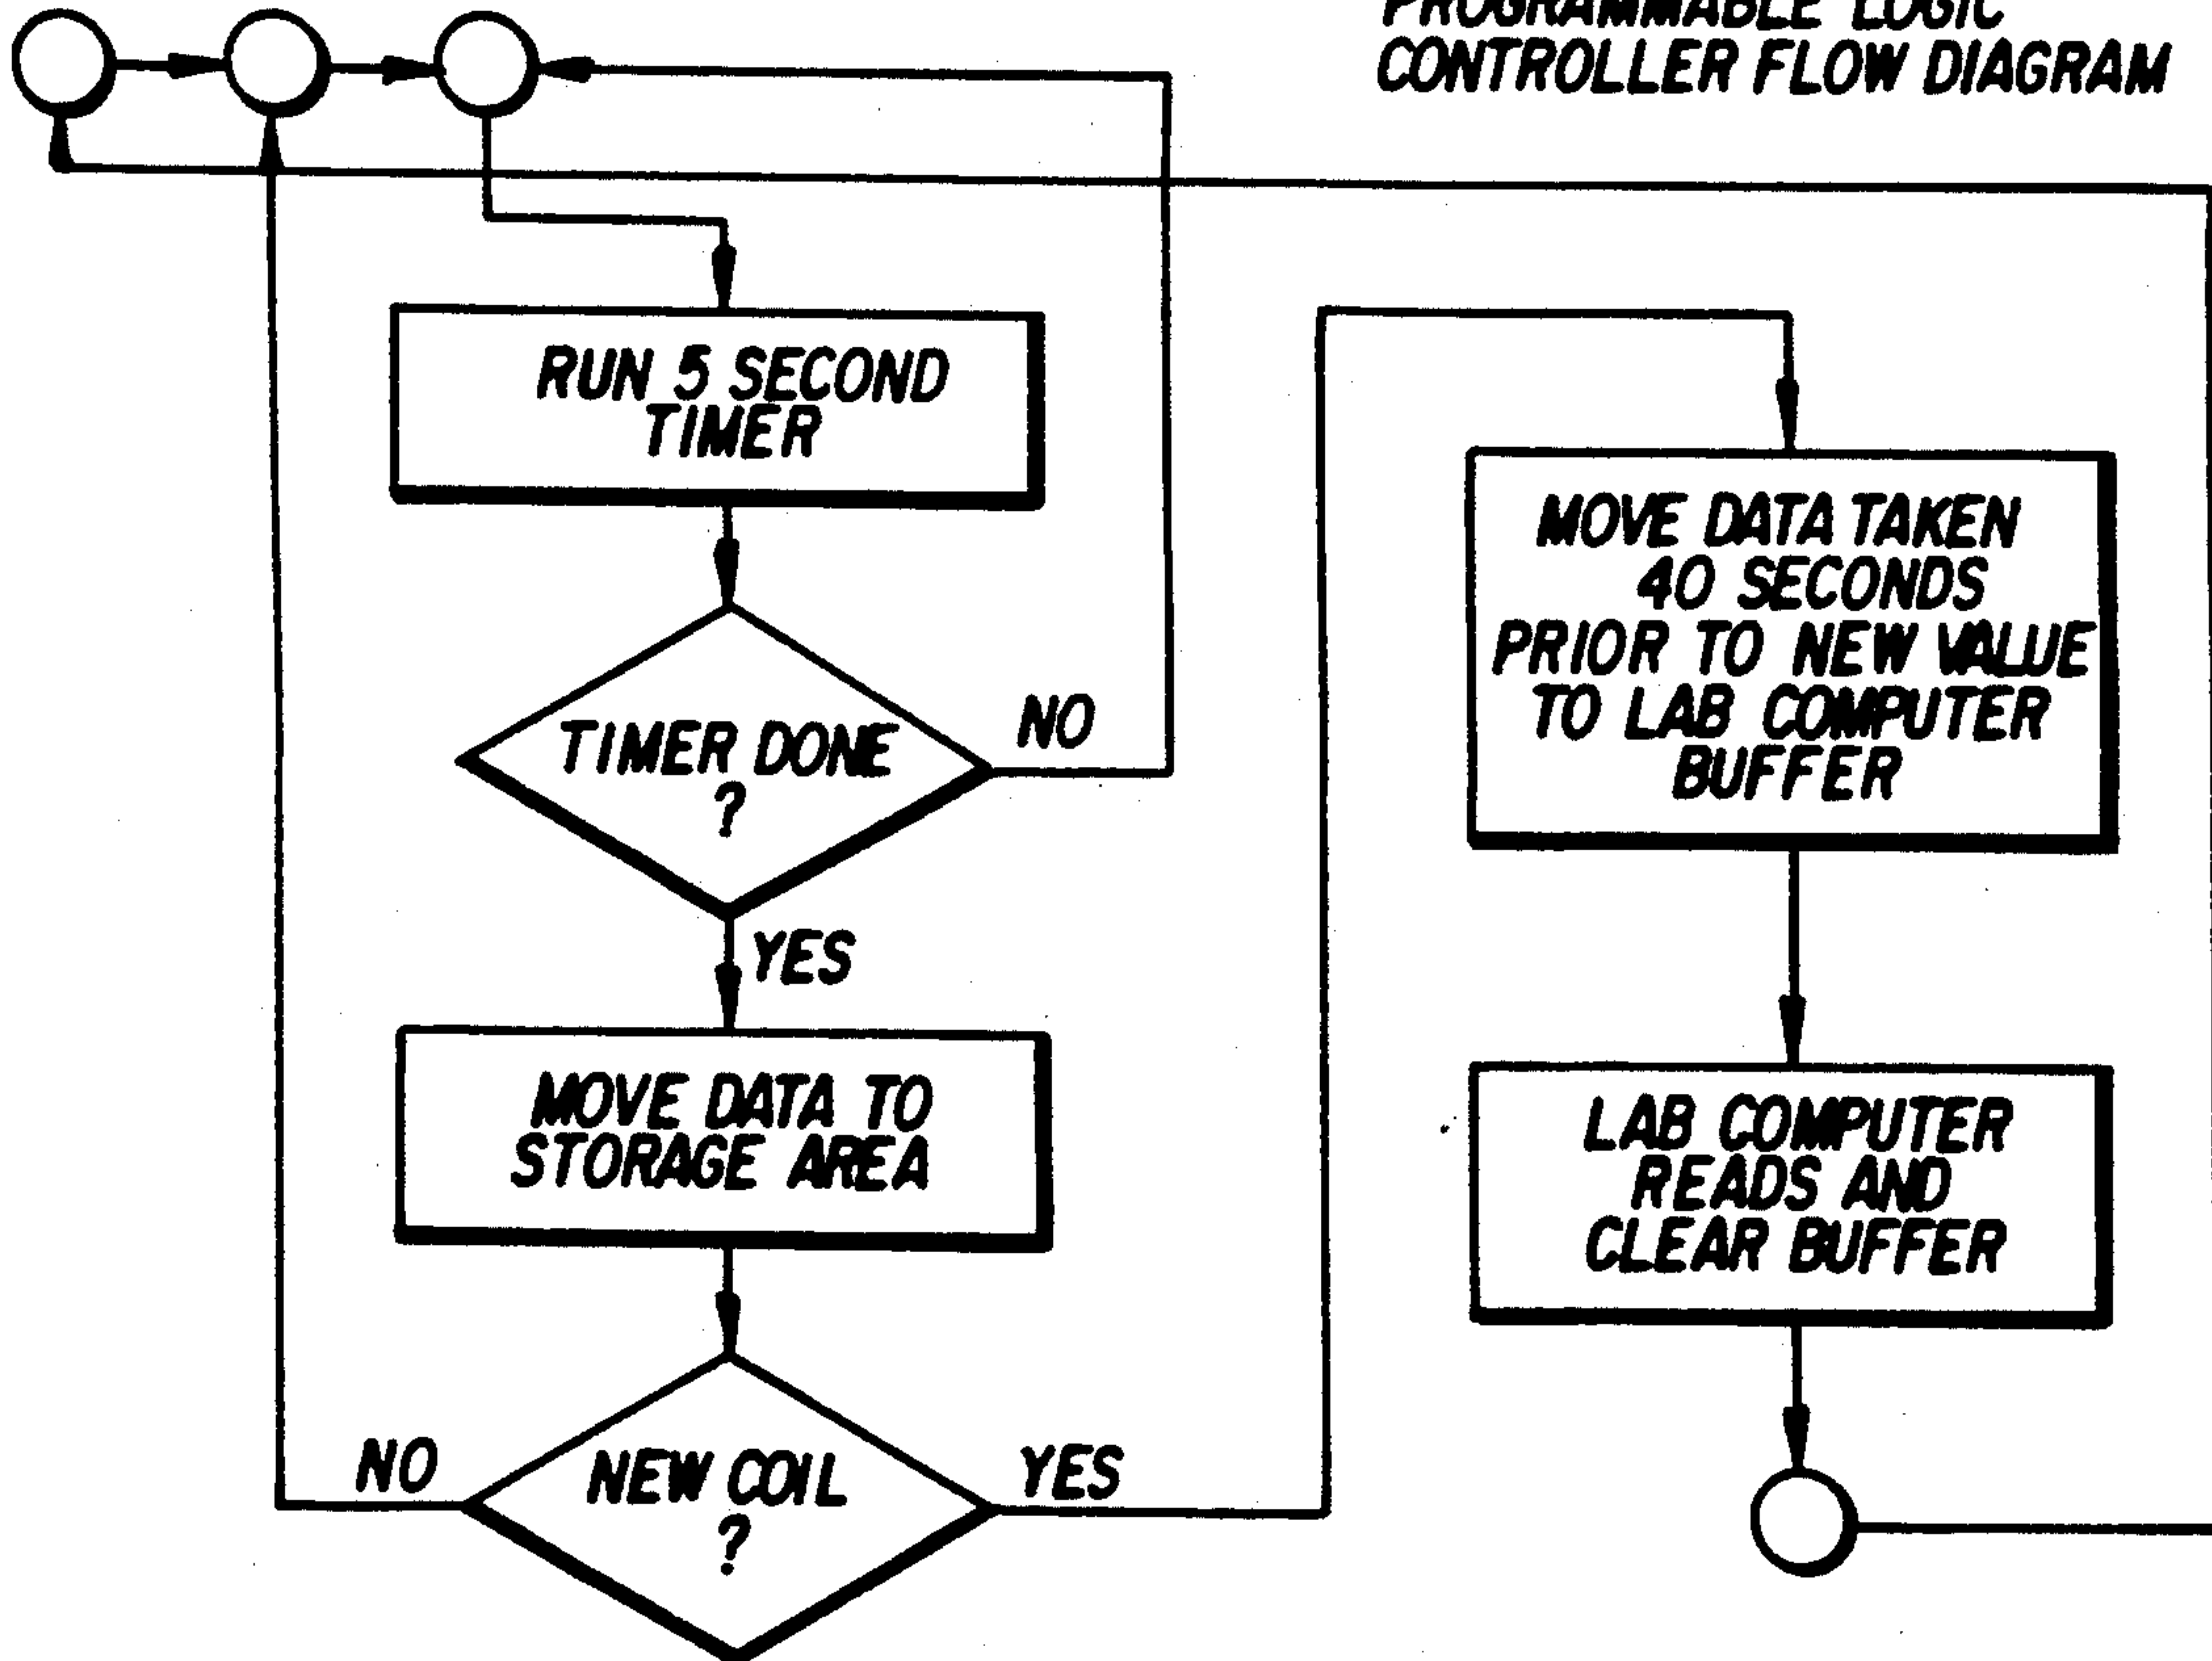 PROGRAMMABLE LOGIC
CONTROLLER FLOW DIAGRAM
RUN 5 SECOND
TIMER
TIMER DONE
?
NO
YES
MOVE DATA TO
STORAGE AREA
NEW COIL
?
NO
YES
MOVE DATA TAKEN
40 SECONDS
PRIOR TO NEW VALUE
TO LAB COMPUTER
BUFFER
LAB COMPUTER
READS AND
CLEAR BUFFER